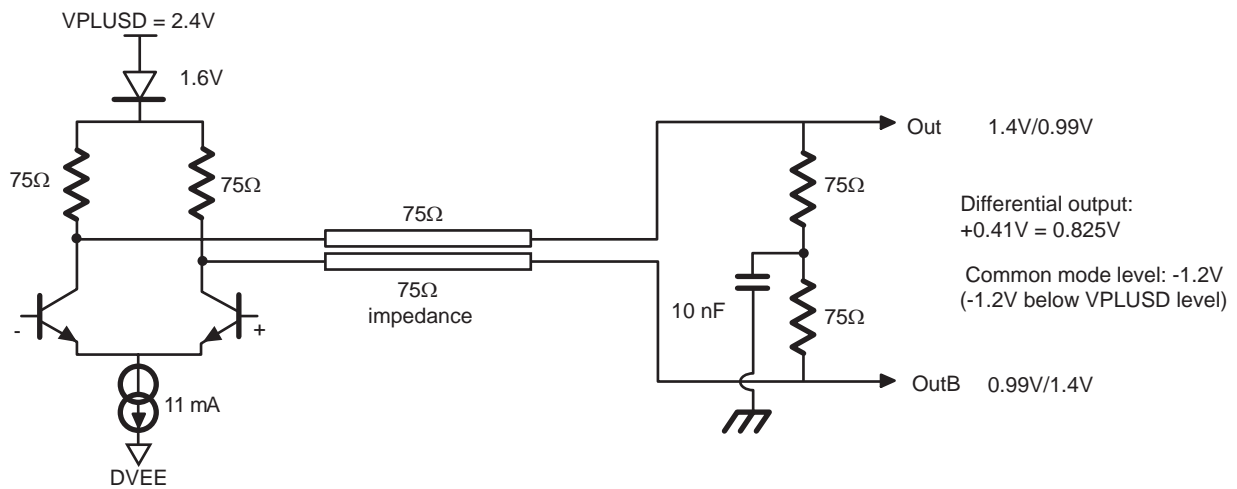 VPLUSD = 2.4V
1.6V
75Ω
75Ω
75Ω
75Ω
impedance
-
+
11 mA
DVEE
10 nF
75Ω
75Ω
Out 1.4V/0.99V
Differential output:
+0.41V = 0.825V
Common mode level: -1.2V
(-1.2V below VPLUSD level)
OutB 0.99V/1.4V